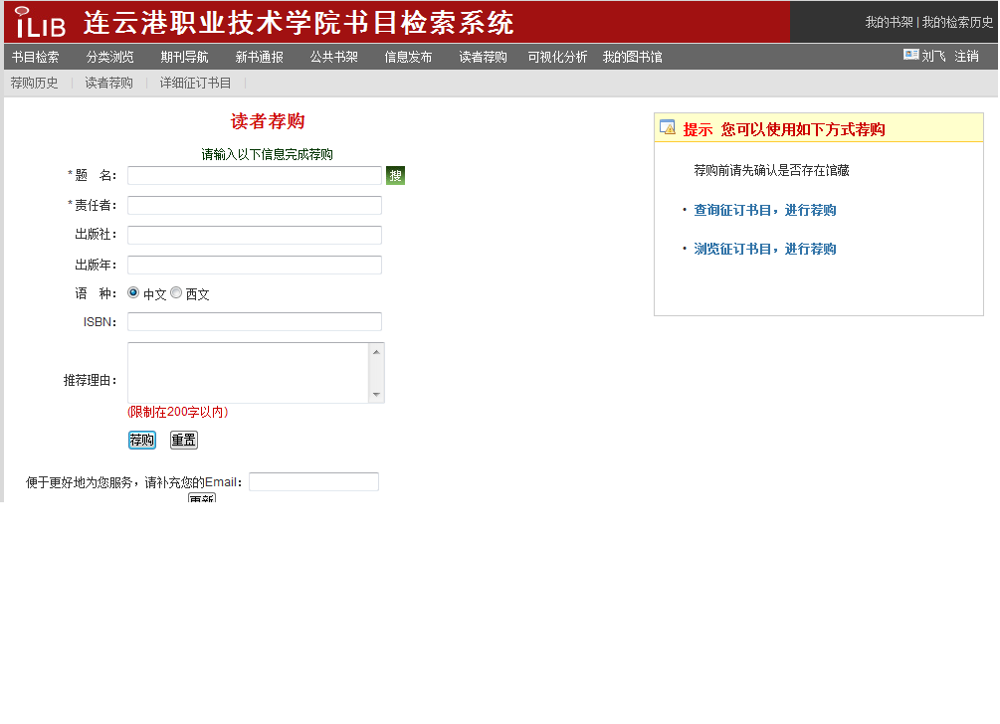 iLIB 连云港职业技术学院书目检索系统
我的书架 | 我的检索历史
书目检索 分类浏览 期刊导航 新书通报 公共书架 信息发布 读者荐购 可视化分析 我的图书馆 刘飞 注销
荐购历史 | 读者荐购 | 详细征订书目 |
读者荐购
请输入以下信息完成荐购
*题 名： 搜
*责任者：
出版社：
出版年：
语 种： 中文 西文
ISBN：
推荐理由：
(限制在200字以内)
荐购 重置
便于更好地为您服务，请补充您的Email：
更新
提示 您可以使用如下方式荐购
荐购前请先确认是否存在馆藏
· 查询征订书目，进行荐购
· 浏览征订书目，进行荐购